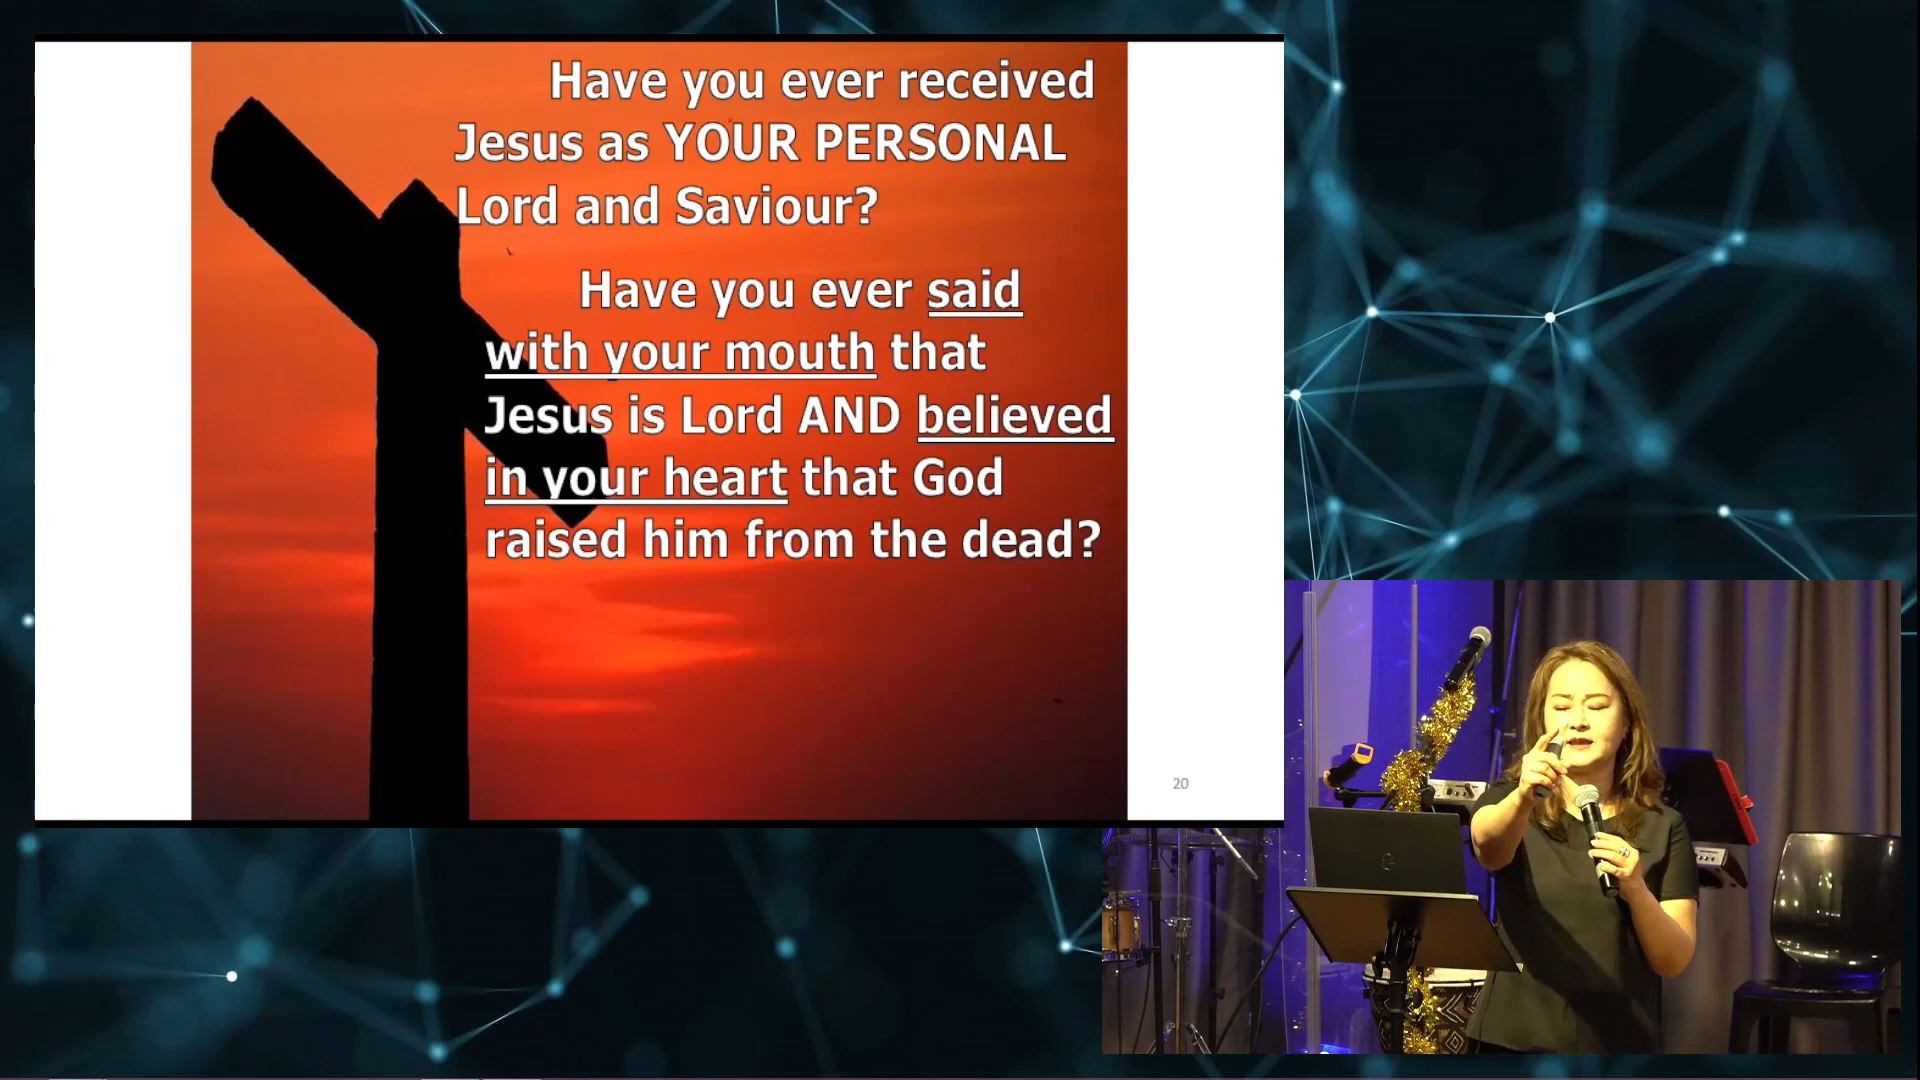 Have you ever received
Jesus as YOUR PERSONAL
Lord and Saviour?
Have you ever said
with your mouth that
Jesus is Lord AND believed
in your heart that God
raised him from the dead?
20